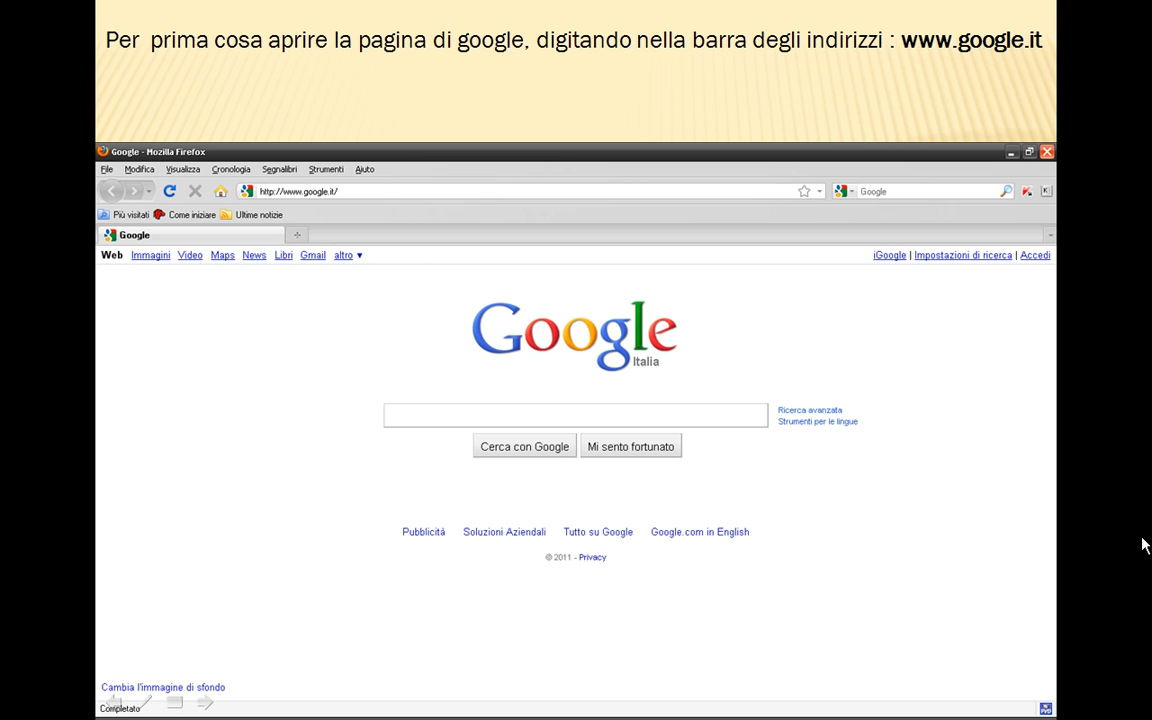 Per prima cosa aprire la pagina di google, digitando nella barra degli indirizzi : www.google.it
Google - Mozilla Firefox
File Modifica Visualizza Cronologia Segnalibri Strumenti Aiuto
http://www.google.it/ Google
Più visitati Come iniziare Ultime notizie
Google
Web Immagini Video Maps News Libri Gmail altro ▼ iGoogle | Impostazioni di ricerca | Accedi
Google
Italia
Ricerca avanzata
Strumenti per le lingue
Cerca con Google Mi sento fortunato
Pubblicità Soluzioni Aziendali Tutto su Google Google.com in English
© 2011 - Privacy
Cambia l'immagine di sfondo
Completato